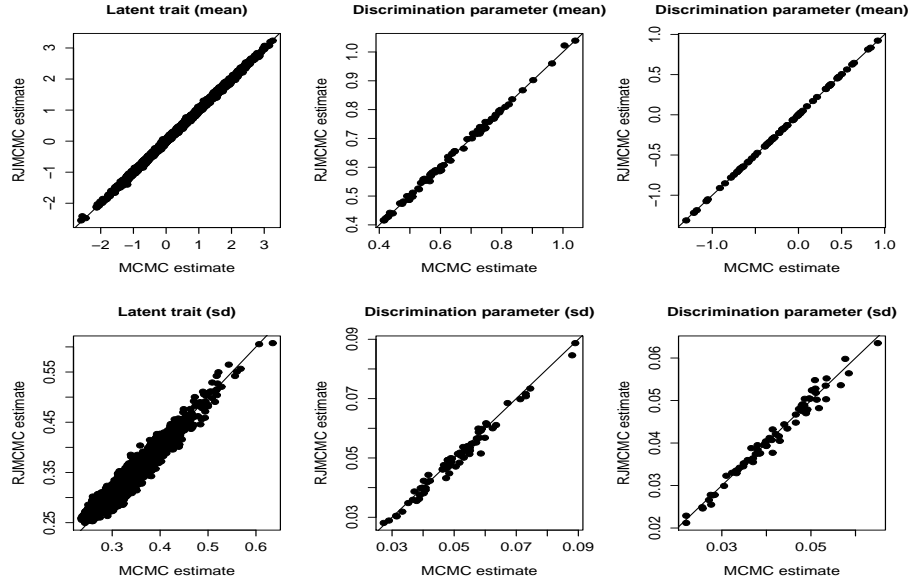 Latent trait (mean)
Discrimination parameter (mean)
Discrimination parameter (mean)
RJMCMC estimate
3
2
1
0
−1
−2
−2 −1 0 1 2 3
MCMC estimate
RJMCMC estimate
1.0
0.9
0.8
0.7
0.6
0.5
0.4
0.4 0.6 0.8 1.0
MCMC estimate
RJMCMC estimate
1.0
0.5
0.0
−0.5
−1.0
−1.0 0.0 0.5 1.0
MCMC estimate
Latent trait (sd)
Discrimination parameter (sd)
Discrimination parameter (sd)
RJMCMC estimate
0.55
0.45
0.35
0.25
0.3 0.4 0.5 0.6
MCMC estimate
RJMCMC estimate
0.09
0.07
0.05
0.03
0.03 0.05 0.07 0.09
MCMC estimate
RJMCMC estimate
0.06
0.05
0.04
0.03
0.02
0.03 0.05
MCMC estimate